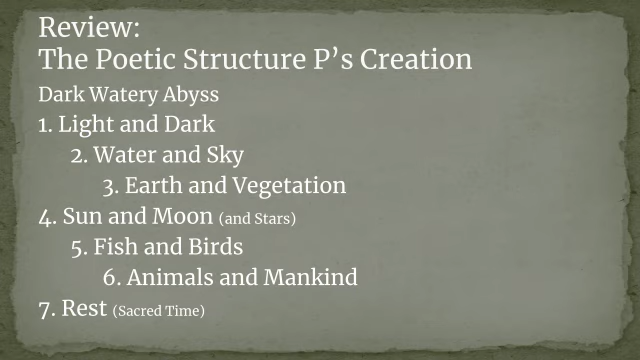 Review:
The Poetic Structure P’s Creation
Dark Watery Abyss
1. Light and Dark
2. Water and Sky
3. Earth and Vegetation
4. Sun and Moon (and Stars)
5. Fish and Birds
6. Animals and Mankind
7. Rest (Sacred Time)